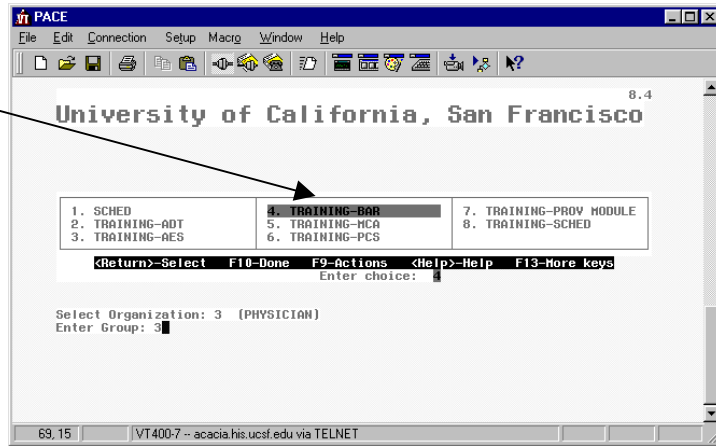 PACE
File Edit Connection Setup Macro Window Help
8.4
University of California, San Francisco
1. SCHED 4. TRAINING-BAR 7. TRAINING-PROV MODULE
2. TRAINING-ADT 5. TRAINING-MCA 8. TRAINING-SCHED
3. TRAINING-AES 6. TRAINING-PCS
<Return>-Select F10-Done F9-Actions <Help>-Help F13-More keys
Enter choice: 4
Select Organization: 3 (PHYSICIAN)
Enter Group: 3
69, 15 VT400-7 -- acacia.his.ucsf.edu via TELNET